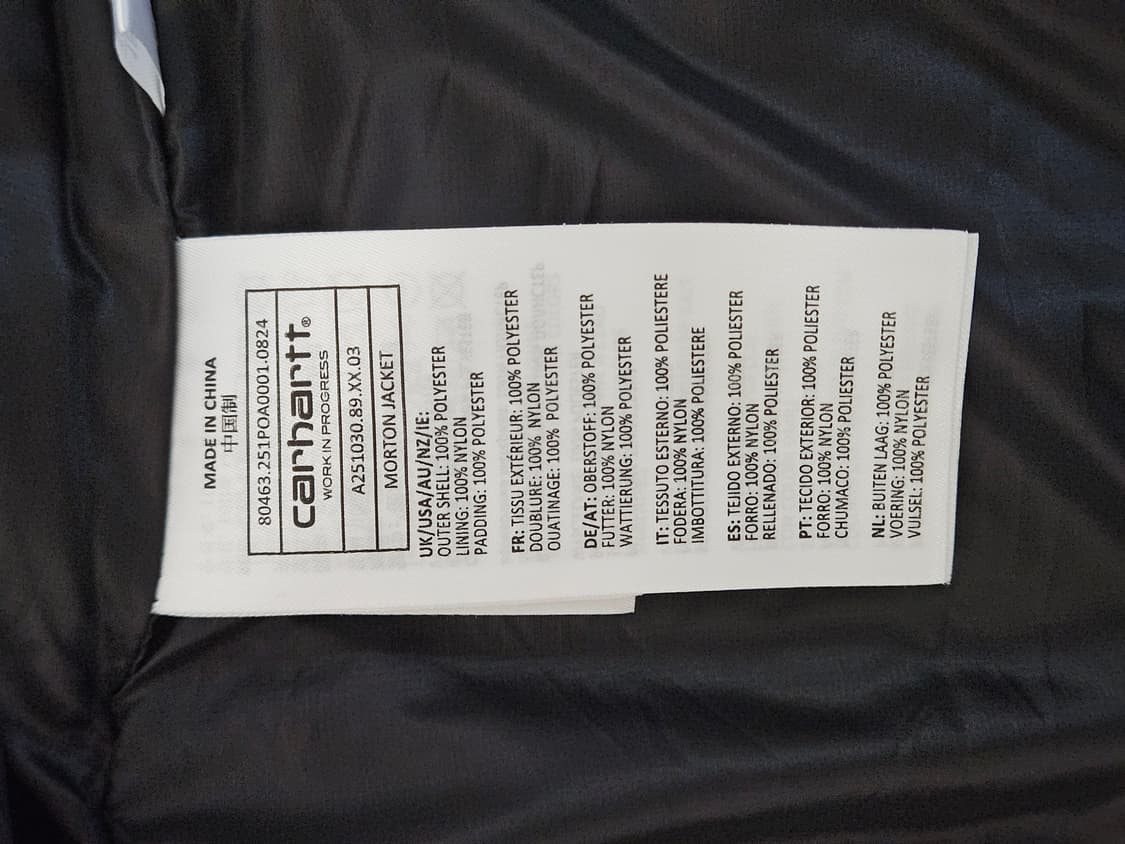 MADE IN CHINA
中国制
80463.251POA0001.0824
carhartt®
WORK IN PROGRESS
A251030.89.XX.03
MORTON JACKET
UK/USA/AU/NZ/IE:
OUTER SHELL: 100% POLYESTER
LINING: 100% NYLON
PADDING: 100% POLYESTER
FR: TISSU EXTÉRIEUR: 100% POLYESTER
DOUBLURE: 100% NYLON
OUATINAGE: 100% POLYESTER
DE/AT: OBERSTOFF: 100% POLYESTER
FUTTER: 100% NYLON
WATTIERUNG: 100% POLYESTER
IT: TESSUTO ESTERNO: 100% POLIESTERE
FODERA: 100% NYLON
IMBOTTITURA: 100% POLIESTERE
ES: TEJIDO EXTERNO: 100% POLIESTER
FORRO: 100% NYLON
RELLENADO: 100% POLIESTER
PT: TECIDO EXTERIOR: 100% POLIESTER
FORRO: 100% NYLON
CHUMACO: 100% POLIESTER
NL: BUITEN LAAG: 100% POLYESTER
VOERING: 100% NYLON
VULSEL: 100% POLYESTER